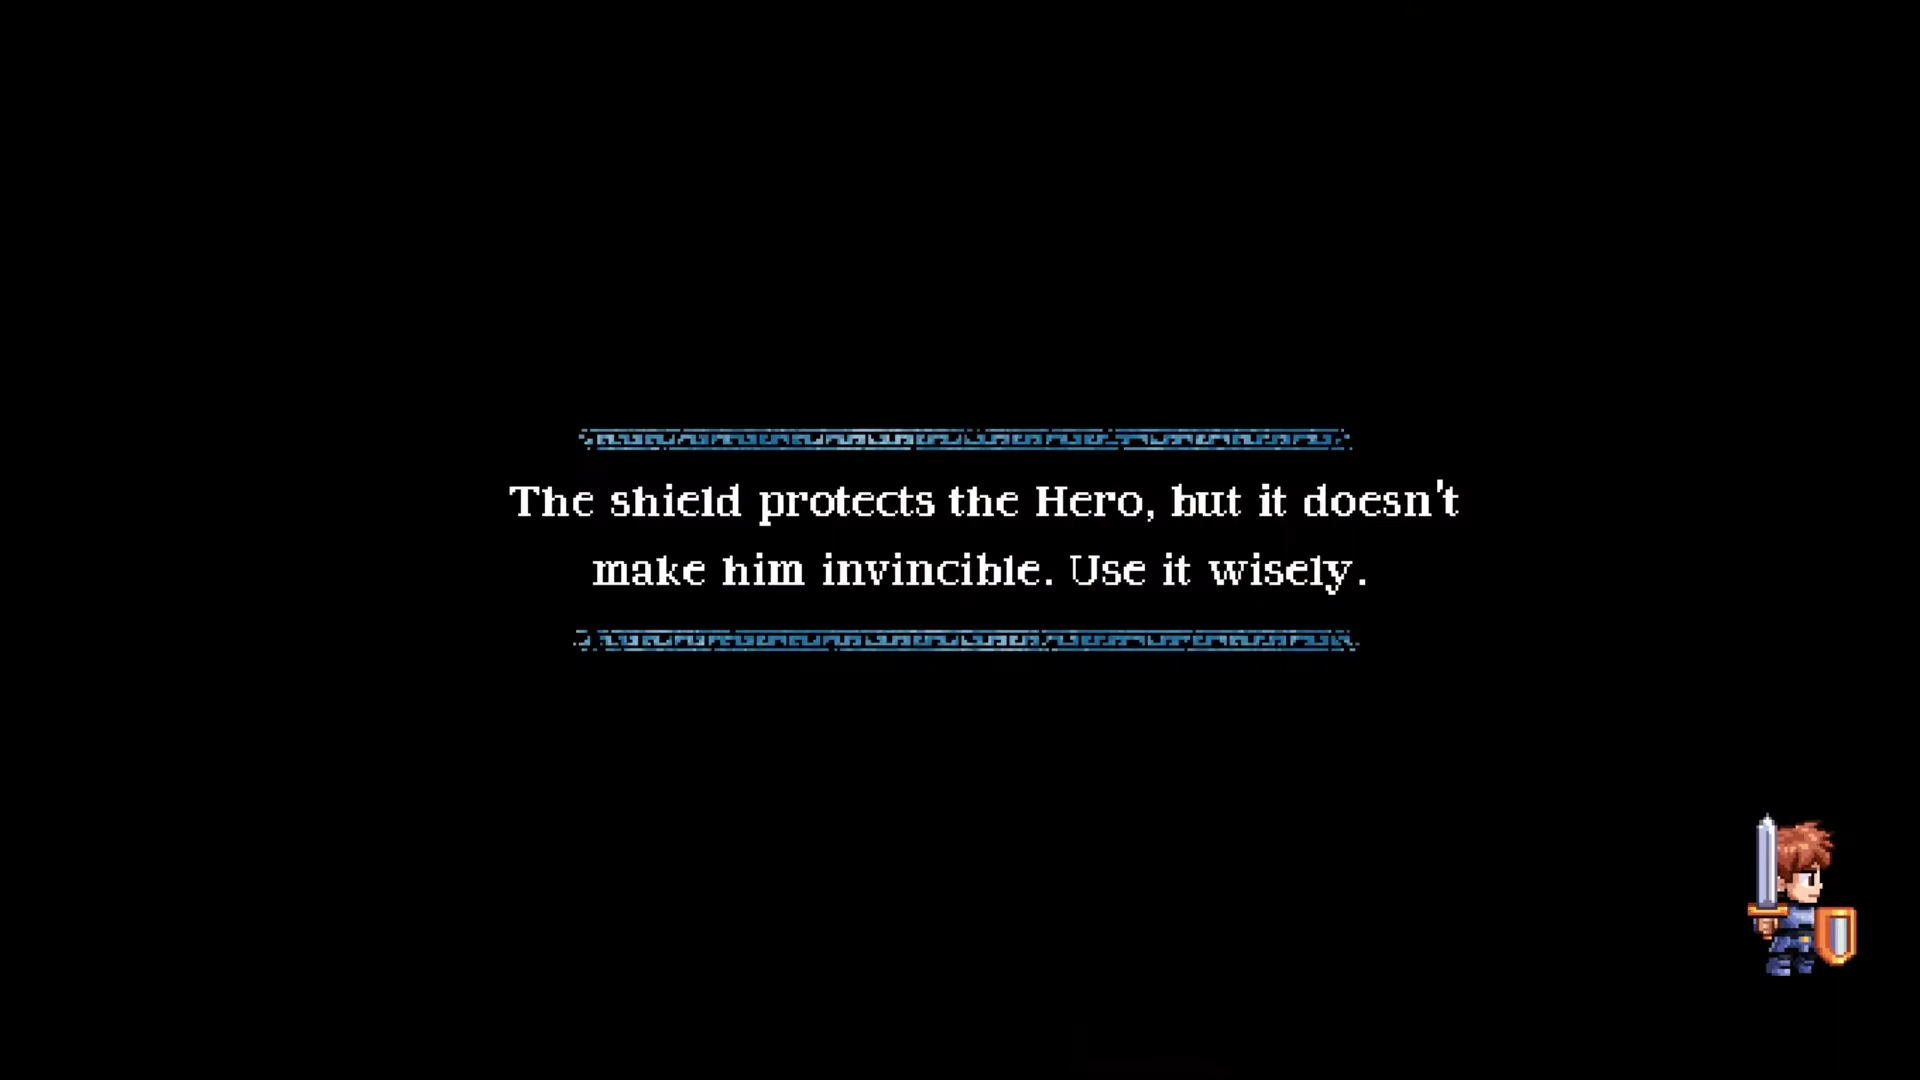 The shield protects the Hero, but it doesn't
make him invincible. Use it wisely.